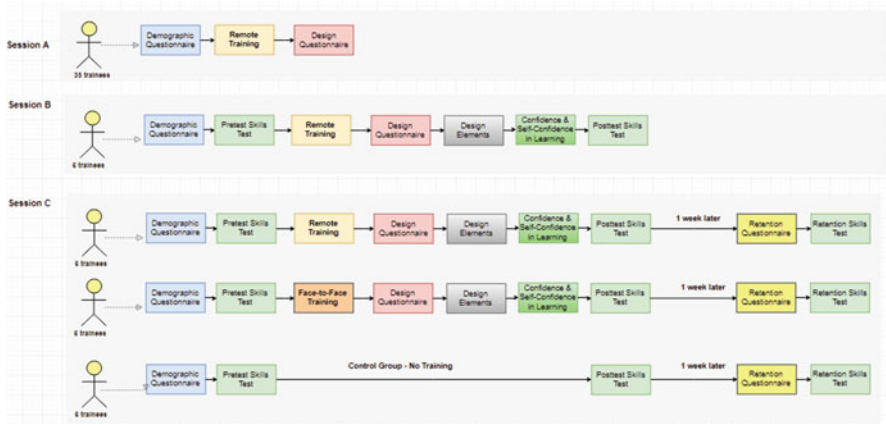 Session A
35 trainees
Demographic
Questionnaire
Remote
Training
Design
Questionnaire
Session B
6 trainees
Demographic
Questionnaire
Pretest Skills
Test
Remote
Training
Design
Questionnaire
Design
Elements
Confidence &
Self-Confidence
in Learning
Posttest Skills
Test
Session C
6 trainees
Demographic
Questionnaire
Pretest Skills
Test
Remote
Training
Design
Questionnaire
Design
Elements
Confidence &
Self-Confidence
in Learning
Posttest Skills
Test
1 week later
Retention
Questionnaire
Retention Skills
Test
6 trainees
Demographic
Questionnaire
Pretest Skills
Test
Face-to-Face
Training
Design
Questionnaire
Design
Elements
Confidence &
Self-Confidence
in Learning
Posttest Skills
Test
1 week later
Retention
Questionnaire
Retention Skills
Test
6 trainees
Demographic
Questionnaire
Pretest Skills
Test
Control Group - No Training
Posttest Skills
Test
1 week later
Retention
Questionnaire
Retention Skills
Test